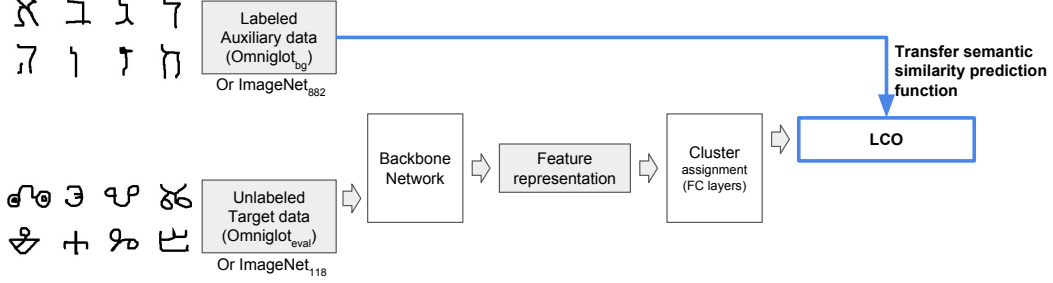 א ב ג ד
ה ו ז ח
Labeled
Auxiliary data
(Omniglot_bg)
Or ImageNet_882
Transfer semantic
similarity prediction
function
LCO
Backbone
Network
Feature
representation
Cluster
assignment
(FC layers)
Unlabeled
Target data
(Omniglot_eval)
Or ImageNet_118